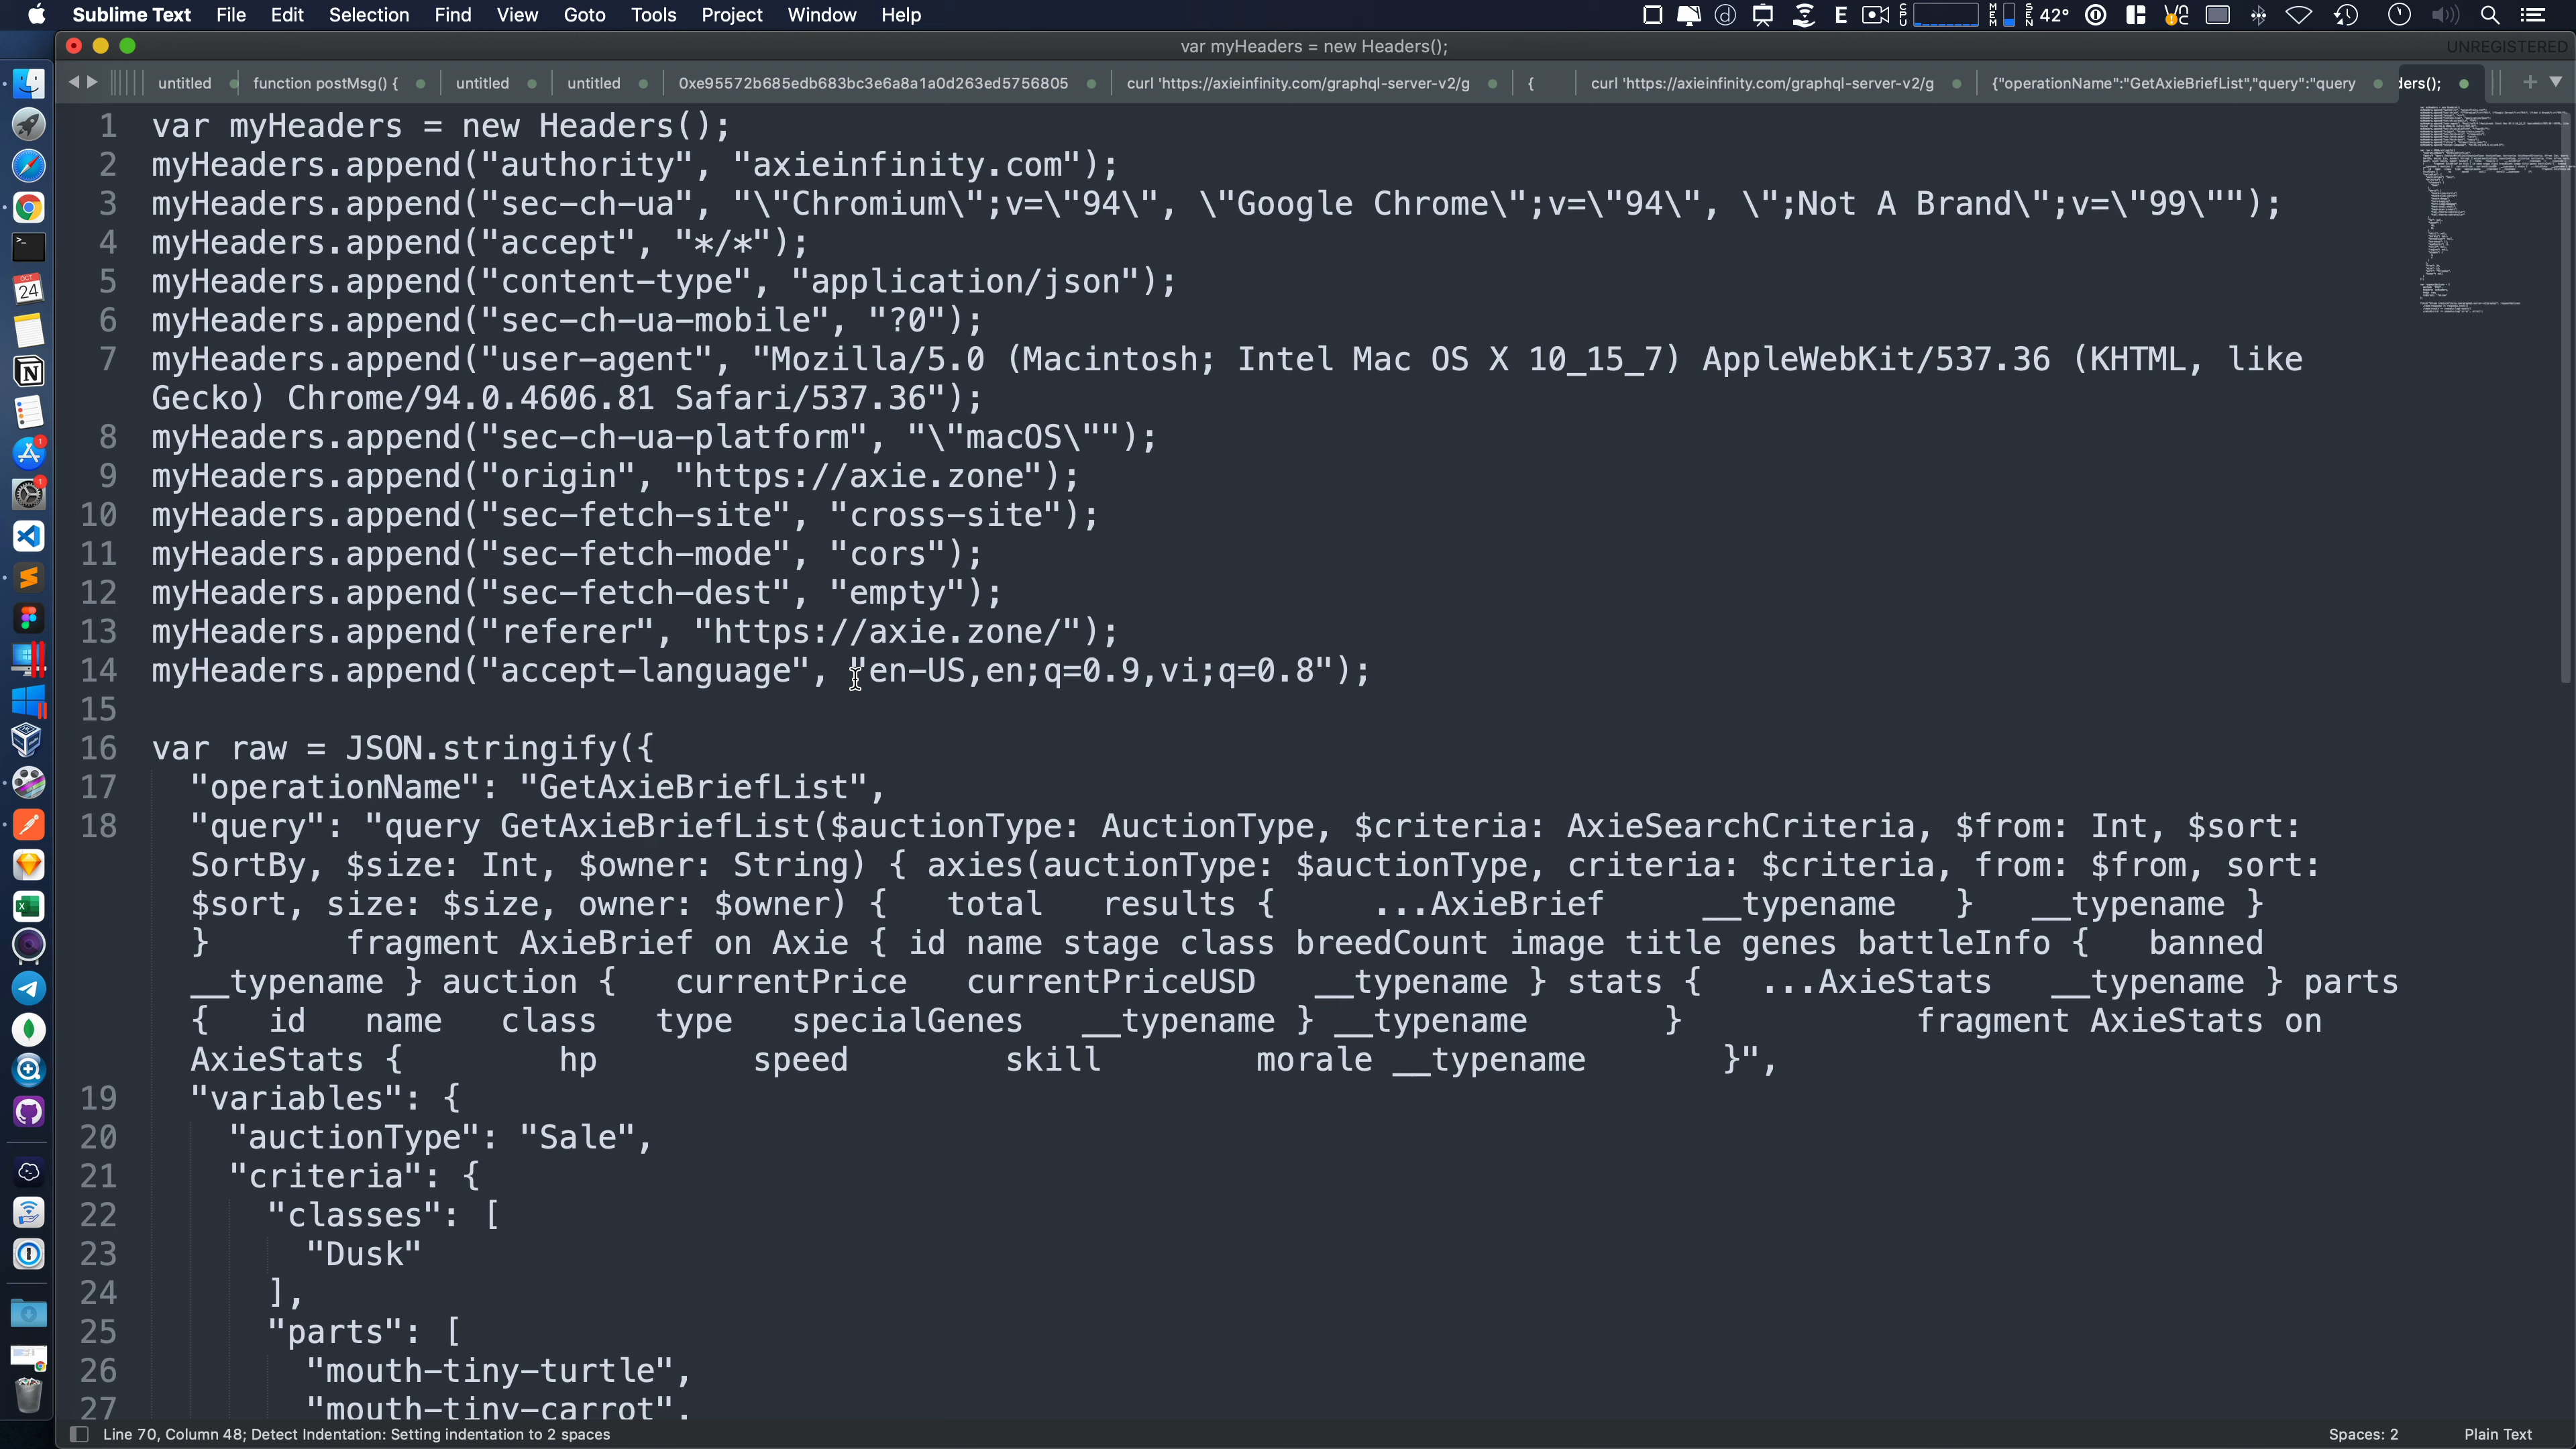 Sublime Text File Edit Selection Find View Goto Tools Project Window Help
E CPU MEM SEN 42°
var myHeaders = new Headers();
UNREGISTERED
untitled
function postMsg() {
untitled
untitled
0xe95572b685edb683bc3e6a8a1a0d263ed5756805
curl 'https://axieinfinity.com/graphql-server-v2/g
{
curl 'https://axieinfinity.com/graphql-server-v2/g
{"operationName":"GetAxieBriefList","query":"query
ders();
1 var myHeaders = new Headers();
2 myHeaders.append("authority", "axieinfinity.com");
3 myHeaders.append("sec-ch-ua", "\"Chromium\";v=\"94\", \"Google Chrome\";v=\"94\", \";Not A Brand\";v=\"99\"");
4 myHeaders.append("accept", "*/*");
5 myHeaders.append("content-type", "application/json");
6 myHeaders.append("sec-ch-ua-mobile", "?0");
7 myHeaders.append("user-agent", "Mozilla/5.0 (Macintosh; Intel Mac OS X 10_15_7) AppleWebKit/537.36 (KHTML, like
Gecko) Chrome/94.0.4606.81 Safari/537.36");
8 myHeaders.append("sec-ch-ua-platform", "\"macOS\"");
9 myHeaders.append("origin", "https://axie.zone");
10 myHeaders.append("sec-fetch-site", "cross-site");
11 myHeaders.append("sec-fetch-mode", "cors");
12 myHeaders.append("sec-fetch-dest", "empty");
13 myHeaders.append("referer", "https://axie.zone/");
14 myHeaders.append("accept-language", "en-US,en;q=0.9,vi;q=0.8");
15
16 var raw = JSON.stringify({
17 "operationName": "GetAxieBriefList",
18 "query": "query GetAxieBriefList($auctionType: AuctionType, $criteria: AxieSearchCriteria, $from: Int, $sort:
SortBy, $size: Int, $owner: String) { axies(auctionType: $auctionType, criteria: $criteria, from: $from, sort:
$sort, size: $size, owner: $owner) { total results { ...AxieBrief __typename } __typename }
} fragment AxieBrief on Axie { id name stage class breedCount image title genes battleInfo { banned
__typename } auction { currentPrice currentPriceUSD __typename } stats { ...AxieStats __typename } parts
{ id name class type specialGenes __typename } __typename } fragment AxieStats on
AxieStats { hp speed skill morale __typename }",
19 "variables": {
20 "auctionType": "Sale",
21 "criteria": {
22 "classes": [
23 "Dusk"
24 ],
25 "parts": [
26 "mouth-tiny-turtle",
27 "mouth-tiny-carrot",
Line 70, Column 48; Detect Indentation: Setting indentation to 2 spaces
Spaces: 2
Plain Text
OCT
24